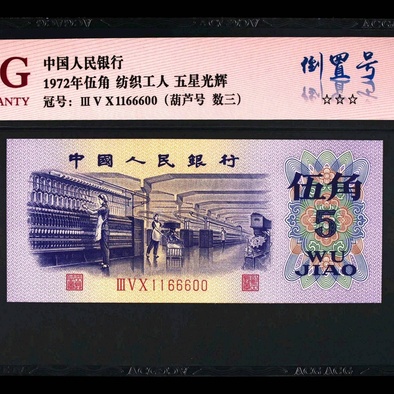 G
ANTY
中国人民银行
1972年伍角 纺织工人 五星光辉
冠号：ⅢⅤⅩ1166600（葫芦号 数三）
倒置号
☆☆☆
中國人民銀行
伍角
5
WU
JIAO
ⅢⅤⅩ1166600